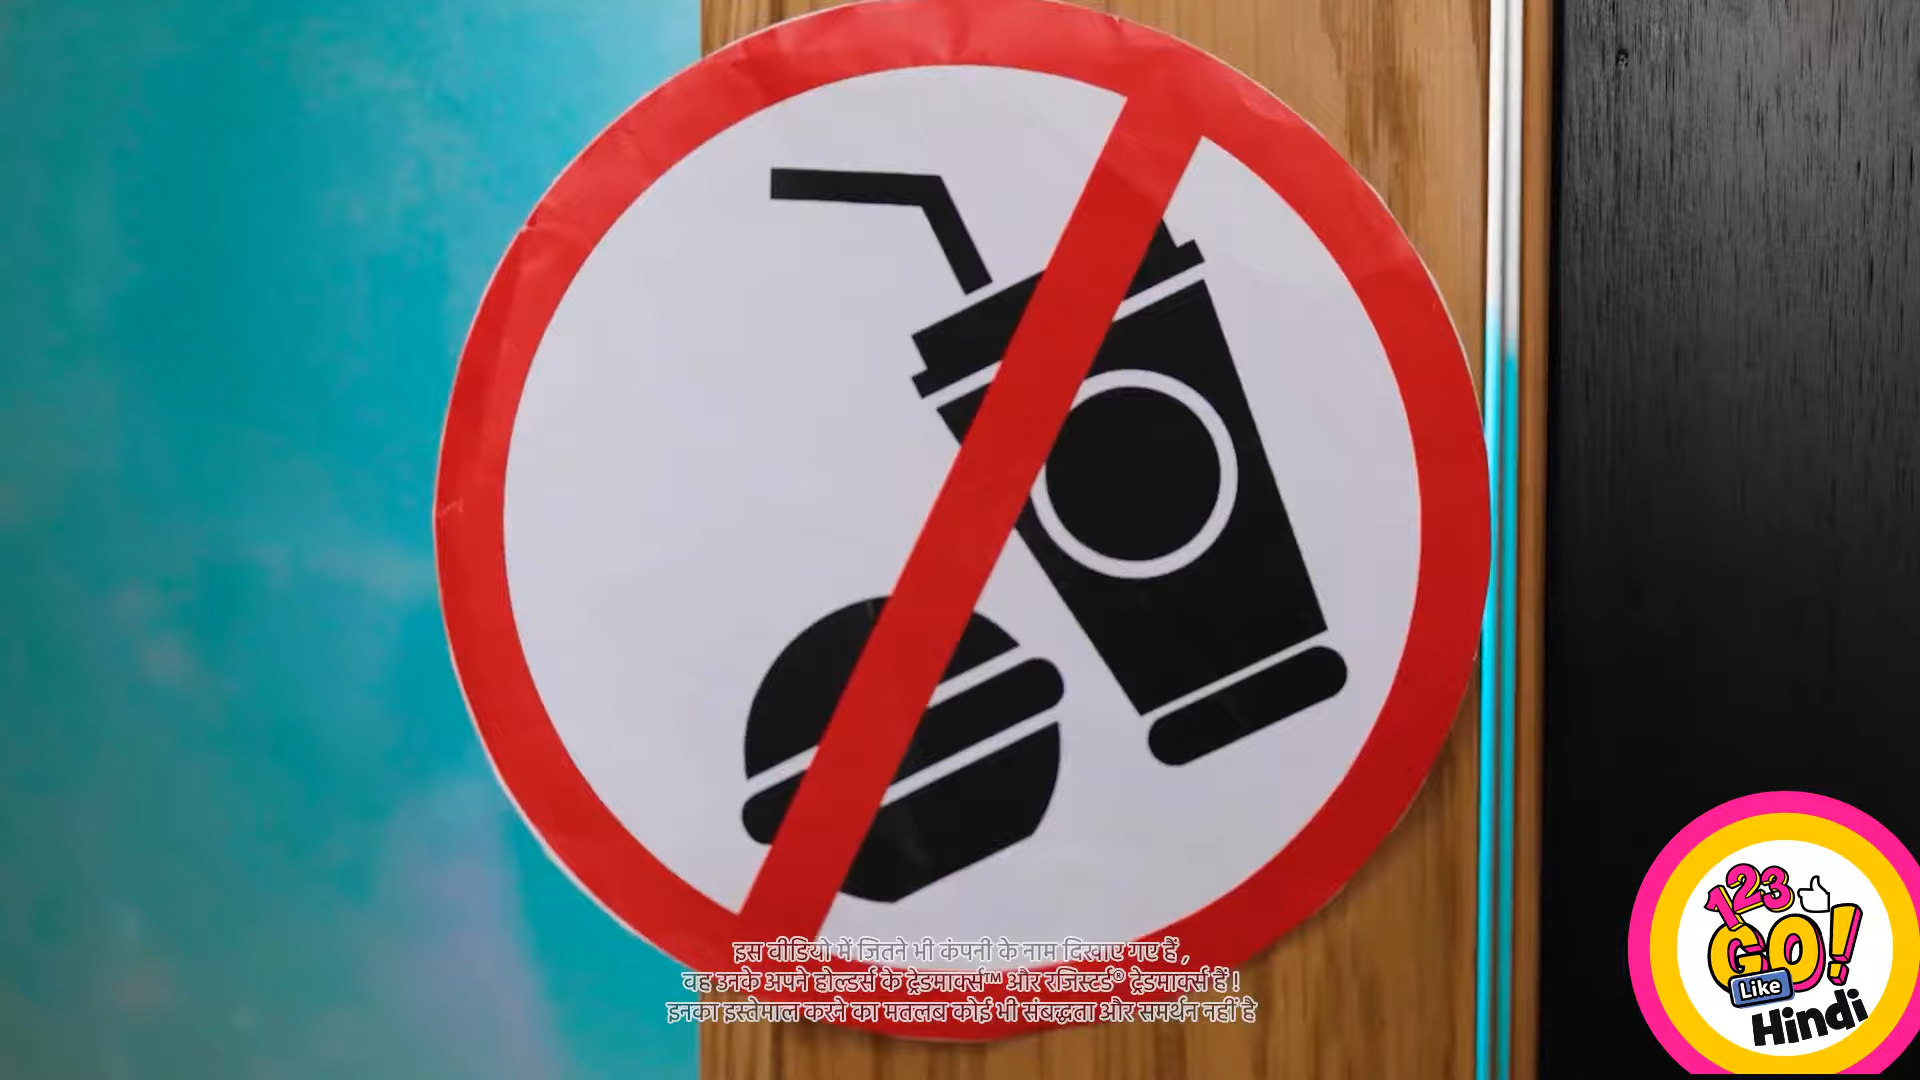 इस वीडियो में जितने भी कंपनी के नाम दिखाए गए हैं ,
वह उनके अपने होल्डर्स के ट्रेडमार्क्स™ और रजिस्टर्ड® ट्रेडमार्क्स हैं !
इनका इस्तेमाल करने का मतलब कोई भी संबद्धता और समर्थन नहीं है
123
GO!
Like
Hindi